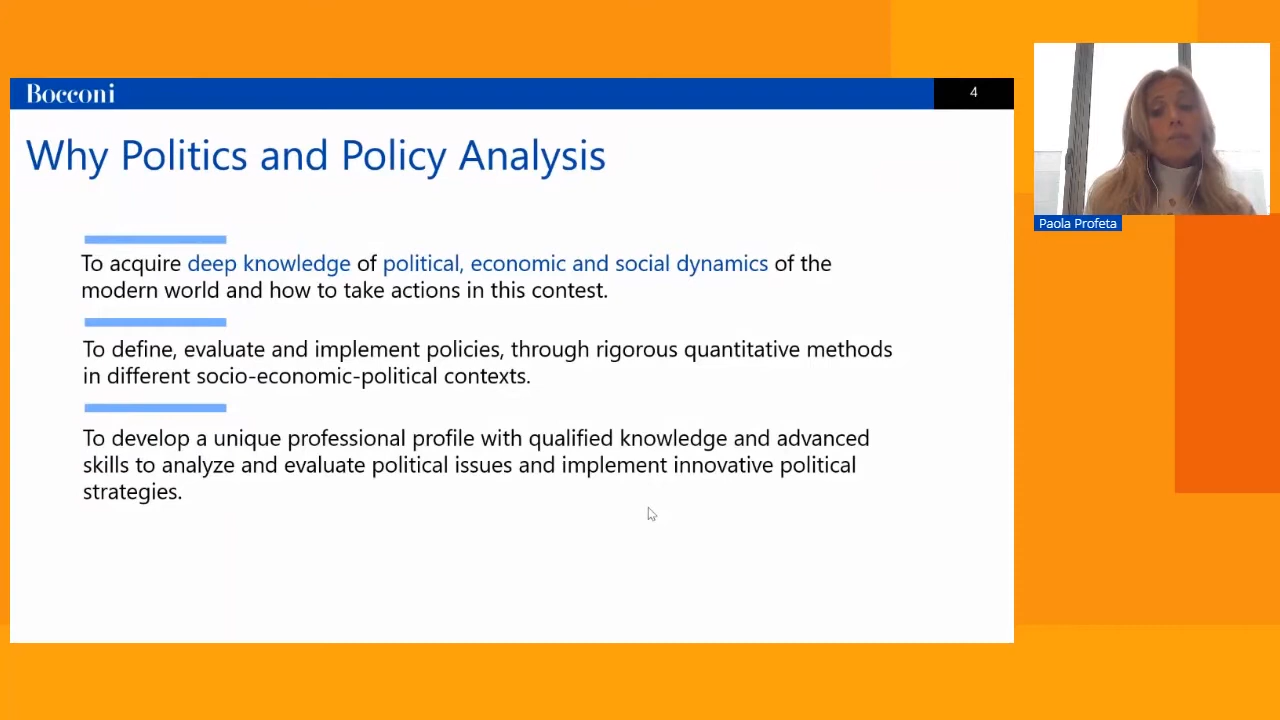 Bocconi
4
Why Politics and Policy Analysis
To acquire deep knowledge of political, economic and social dynamics of the
modern world and how to take actions in this contest.
To define, evaluate and implement policies, through rigorous quantitative methods
in different socio-economic-political contexts.
To develop a unique professional profile with qualified knowledge and advanced
skills to analyze and evaluate political issues and implement innovative political
strategies.
Paola Profeta